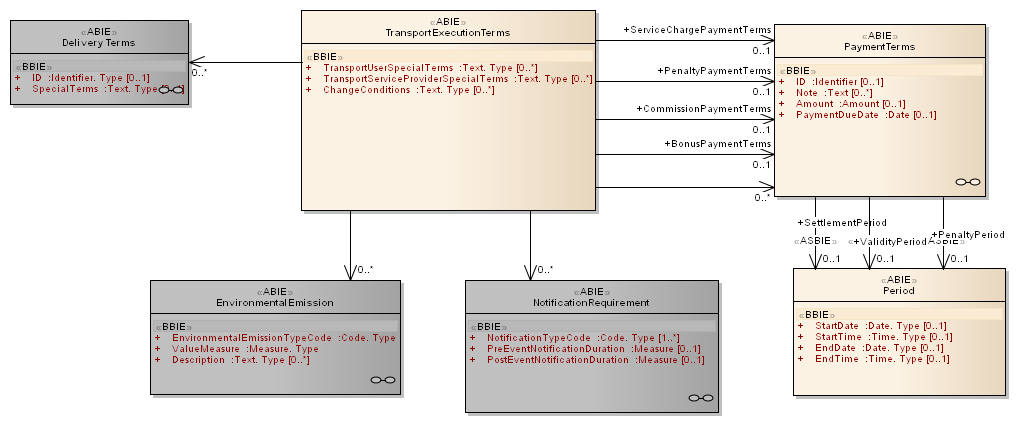 «ABIE»
Delivery Terms
«BBIE»
+ ID :Identifier. Type [0..1]
+ SpecialTerms :Text. Type
0..*
«ABIE»
TransportExecutionTerms
«BBIE»
+ TransportUserSpecialTerms :Text. Type [0..*]
+ TransportServiceProviderSpecialTerms :Text. Type [0..*]
+ ChangeConditions :Text. Type [0..*]
+ServiceChargePaymentTerms
0..1
+PenaltyPaymentTerms
0..1
+CommissionPaymentTerms
0..1
+BonusPaymentTerms
0..1
0..*
«ABIE»
PaymentTerms
«BBIE»
+ ID :Identifier [0..1]
+ Note :Text [0..*]
+ Amount :Amount [0..1]
+ PaymentDueDate :Date [0..1]
+SettlementPeriod
+PenaltyPeriod
«ASBIE»
+ValidityPeriod
0..1
0..1
0..1
0..*
0..*
«ABIE»
EnvironmentalEmission
«BBIE»
+ EnvironmentalEmissionTypeCode :Code. Type
+ ValueMeasure :Measure. Type
+ Description :Text. Type [0..*]
«ABIE»
NotificationRequirement
«BBIE»
+ NotificationTypeCode :Code. Type [1..*]
+ PreEventNotificationDuration :Measure [0..1]
+ PostEventNotificationDuration :Measure [0..1]
«ABIE»
Period
«BBIE»
+ StartDate :Date. Type [0..1]
+ StartTime :Time. Type [0..1]
+ EndDate :Date. Type [0..1]
+ EndTime :Time. Type [0..1]